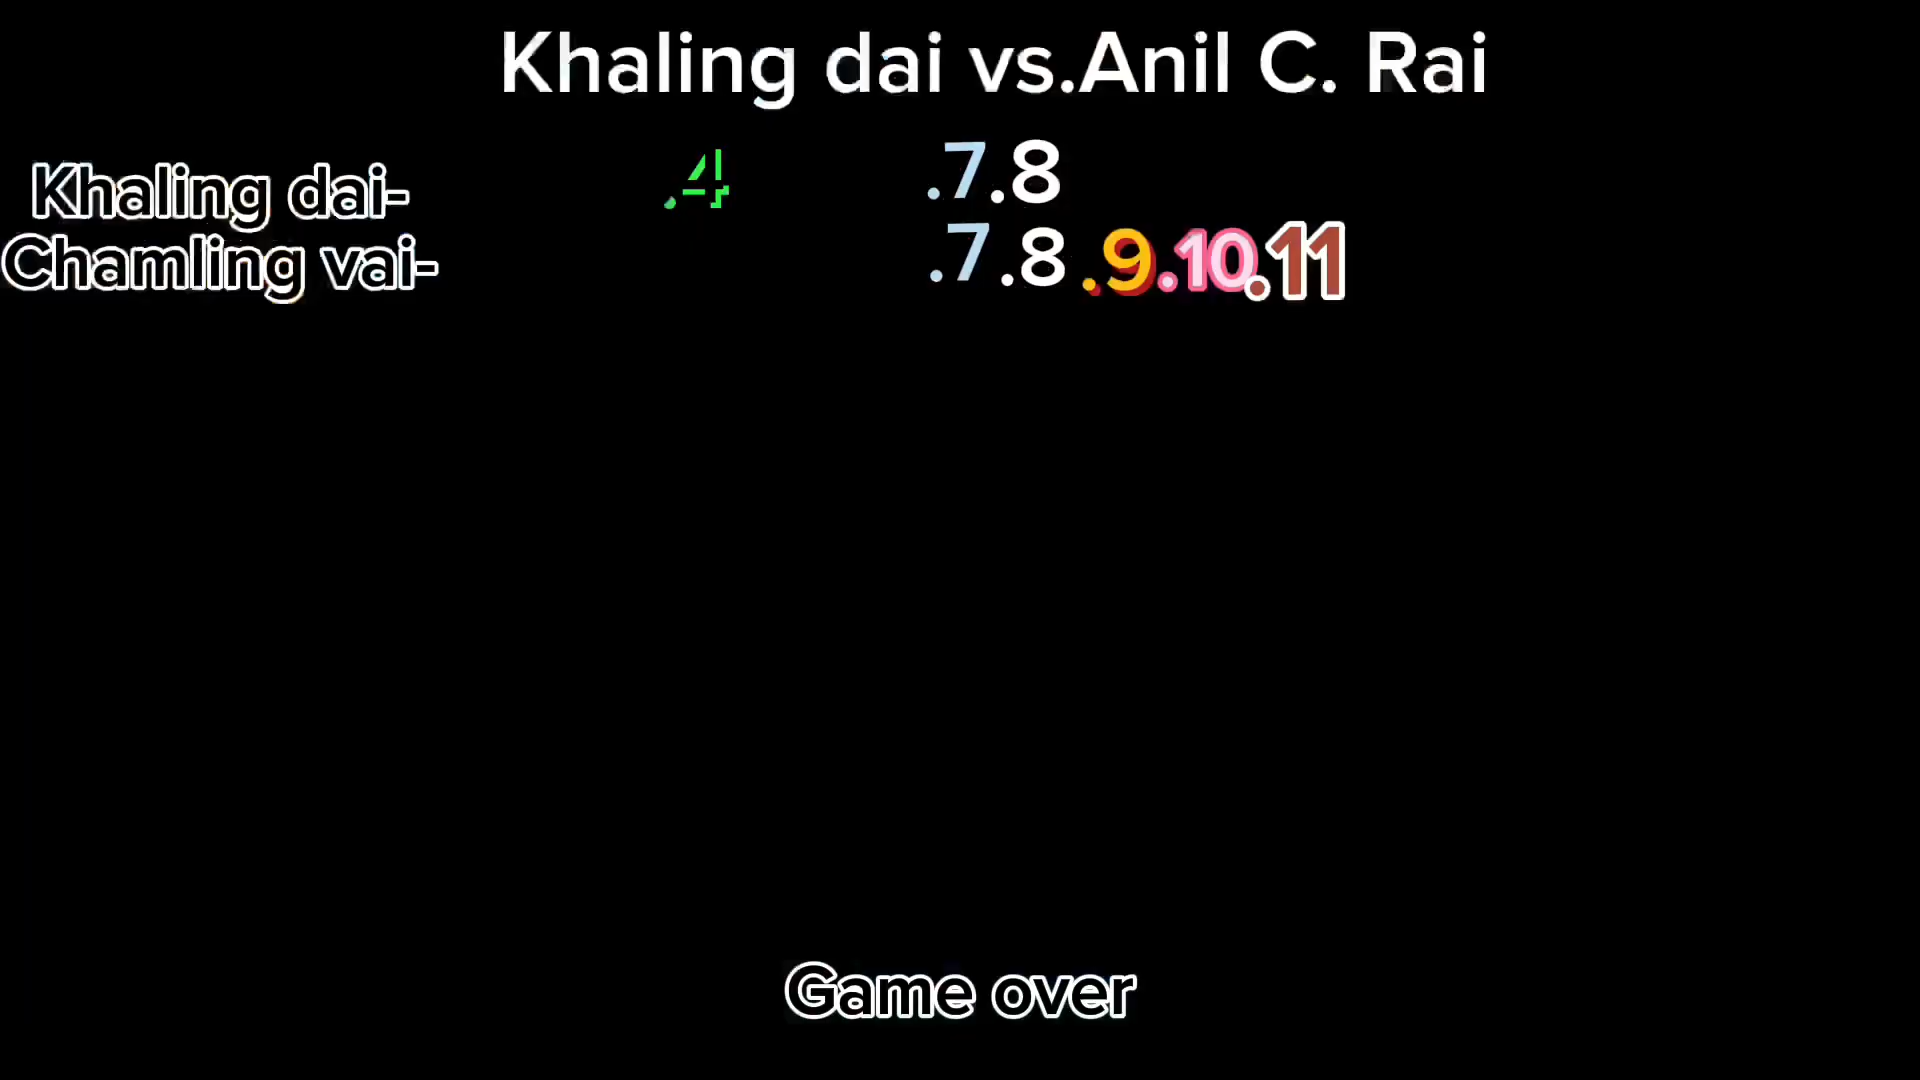 Khaling dai vs.Anil C. Rai
Khaling dai- .4 .7.8
Chamling vai- .7.8.9.10.11
Game over